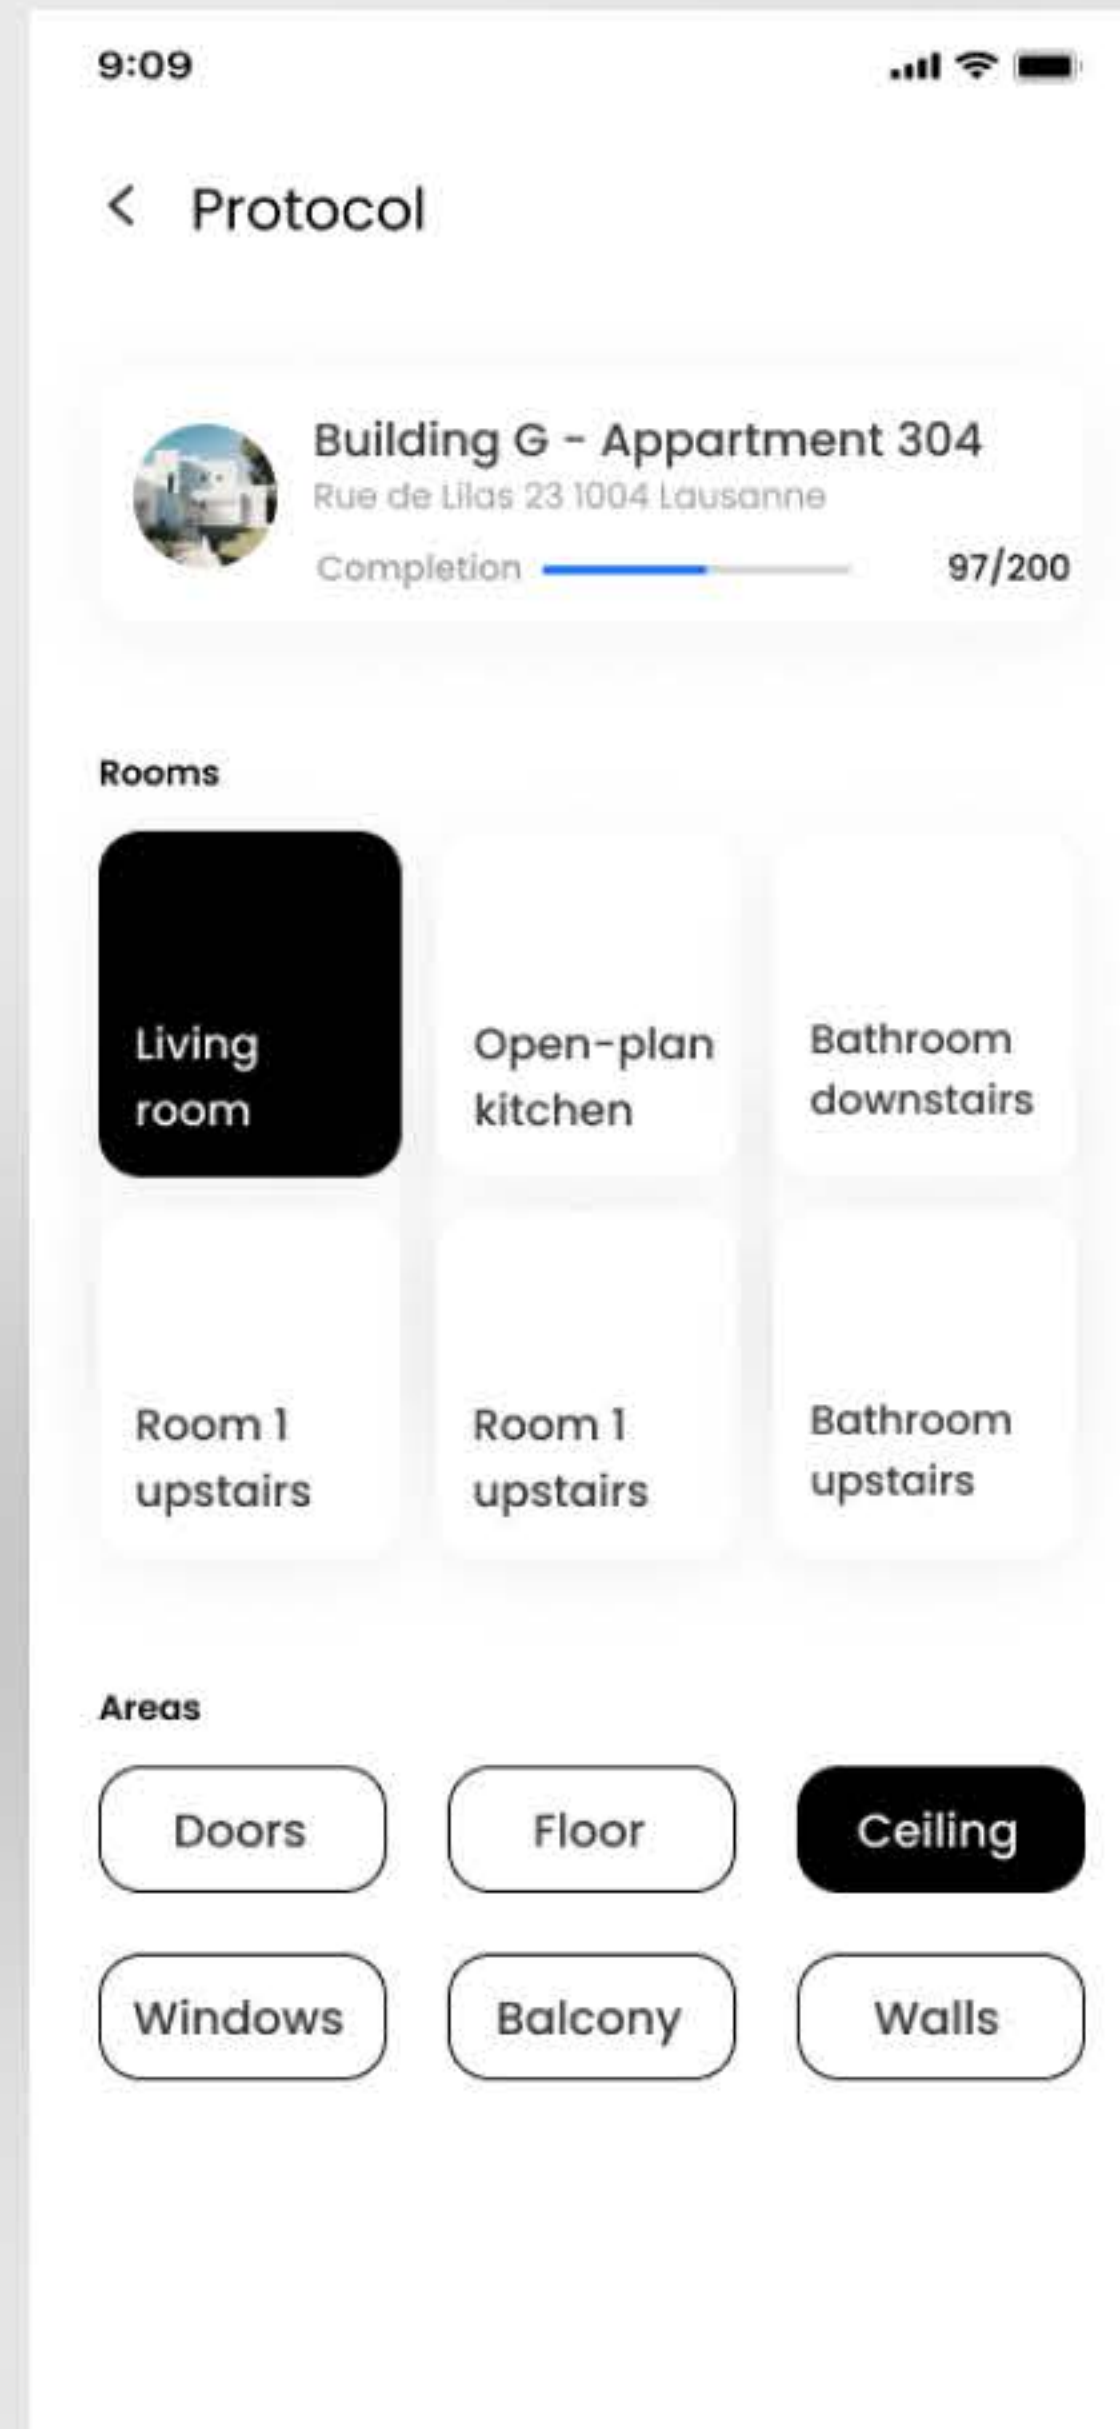 9:09
Protocol
Building G - Appartment 304
Rue de Lilas 23 1004 Lausanne
Completion 97/200
Rooms
Living
room
Open-plan
kitchen
Bathroom
downstairs
Room 1
upstairs
Room 1
upstairs
Bathroom
upstairs
Areas
Doors
Floor
Ceiling
Windows
Balcony
Walls